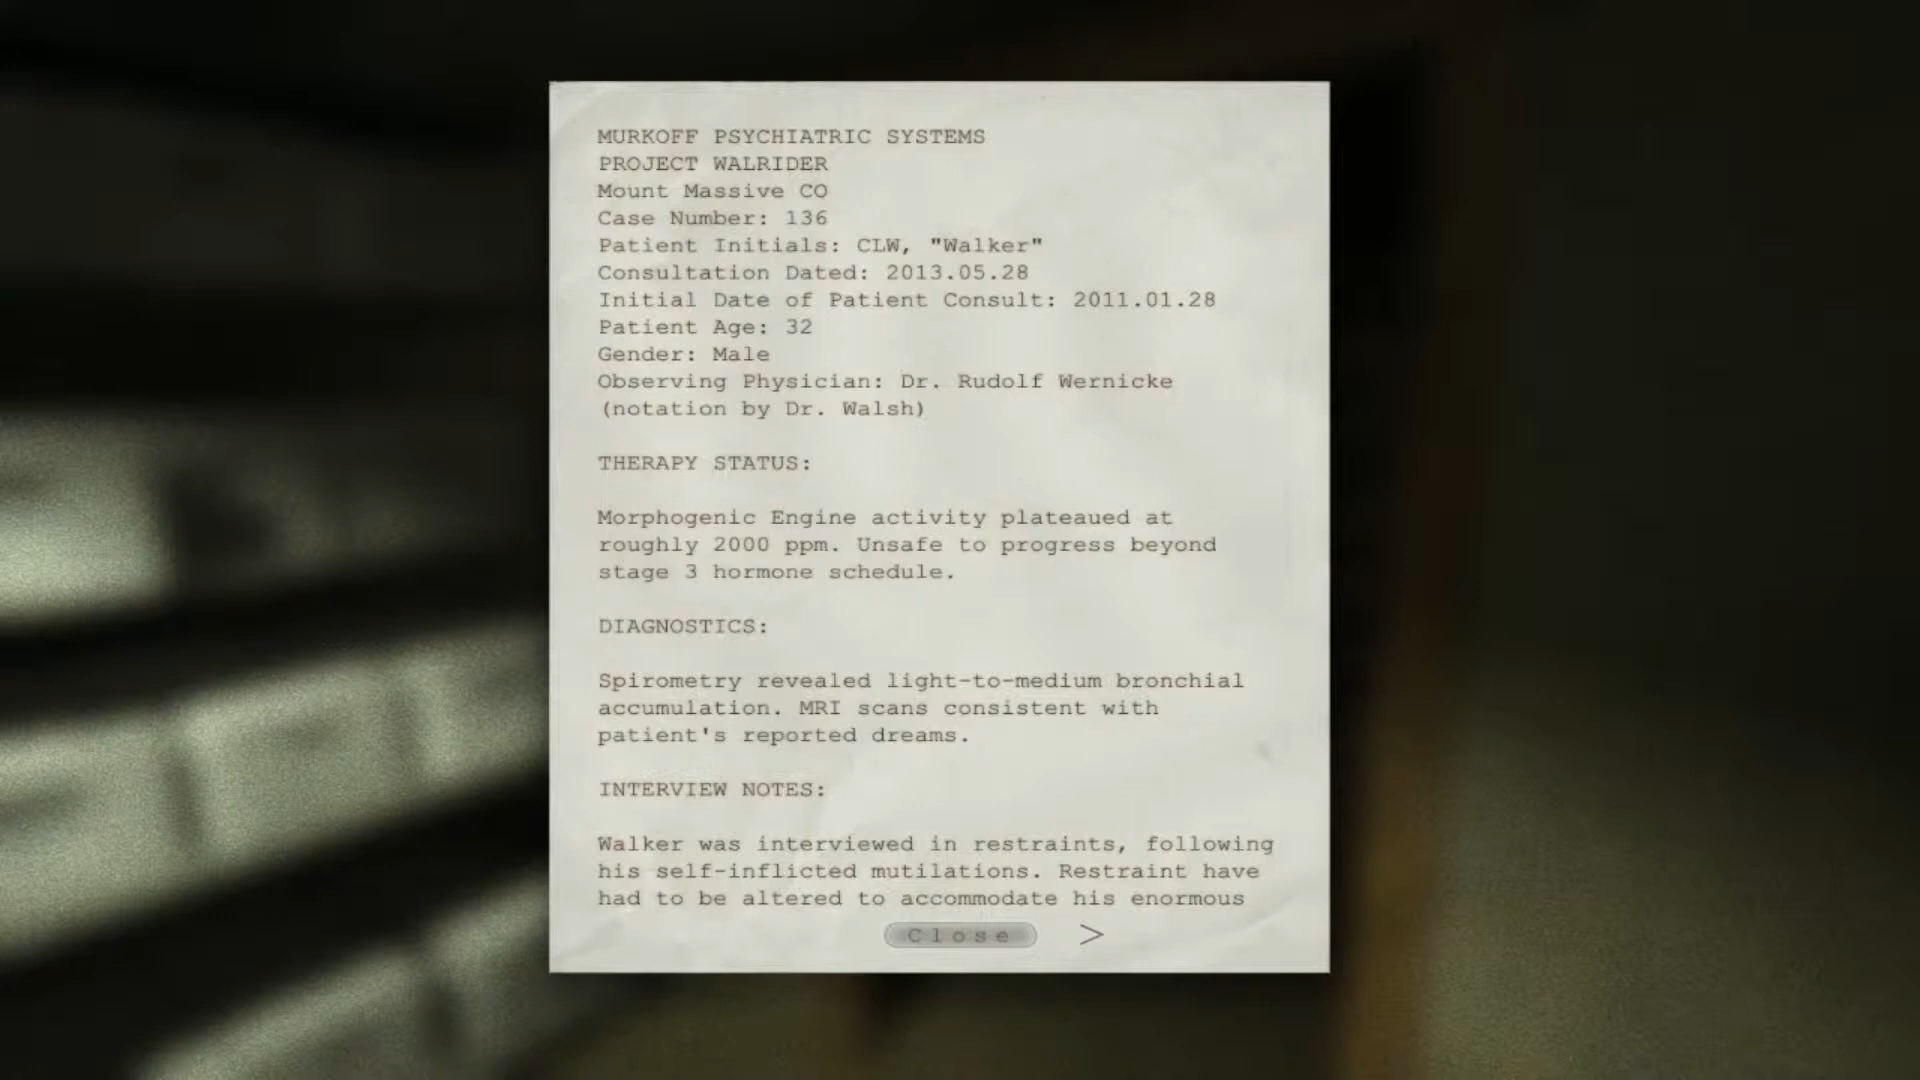 MURKOFF PSYCHIATRIC SYSTEMS
PROJECT WALRIDER
Mount Massive CO
Case Number: 136
Patient Initials: CLW, "Walker"
Consultation Dated: 2013.05.28
Initial Date of Patient Consult: 2011.01.28
Patient Age: 32
Gender: Male
Observing Physician: Dr. Rudolf Wernicke
(notation by Dr. Walsh)
THERAPY STATUS:
Morphogenic Engine activity plateaued at
roughly 2000 ppm. Unsafe to progress beyond
stage 3 hormone schedule.
DIAGNOSTICS:
Spirometry revealed light-to-medium bronchial
accumulation. MRI scans consistent with
patient's reported dreams.
INTERVIEW NOTES:
Walker was interviewed in restraints, following
his self-inflicted mutilations. Restraint have
had to be altered to accommodate his enormous
Close >